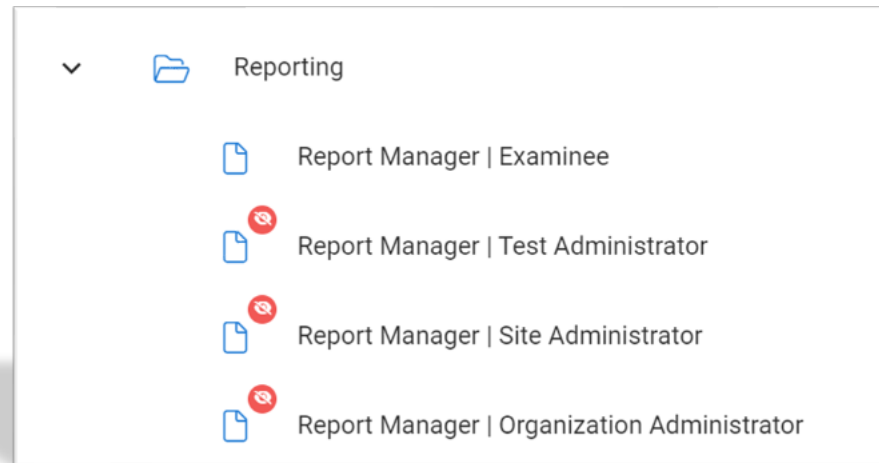 Reporting
Report Manager | Examinee
Report Manager | Test Administrator
Report Manager | Site Administrator
Report Manager | Organization Administrator